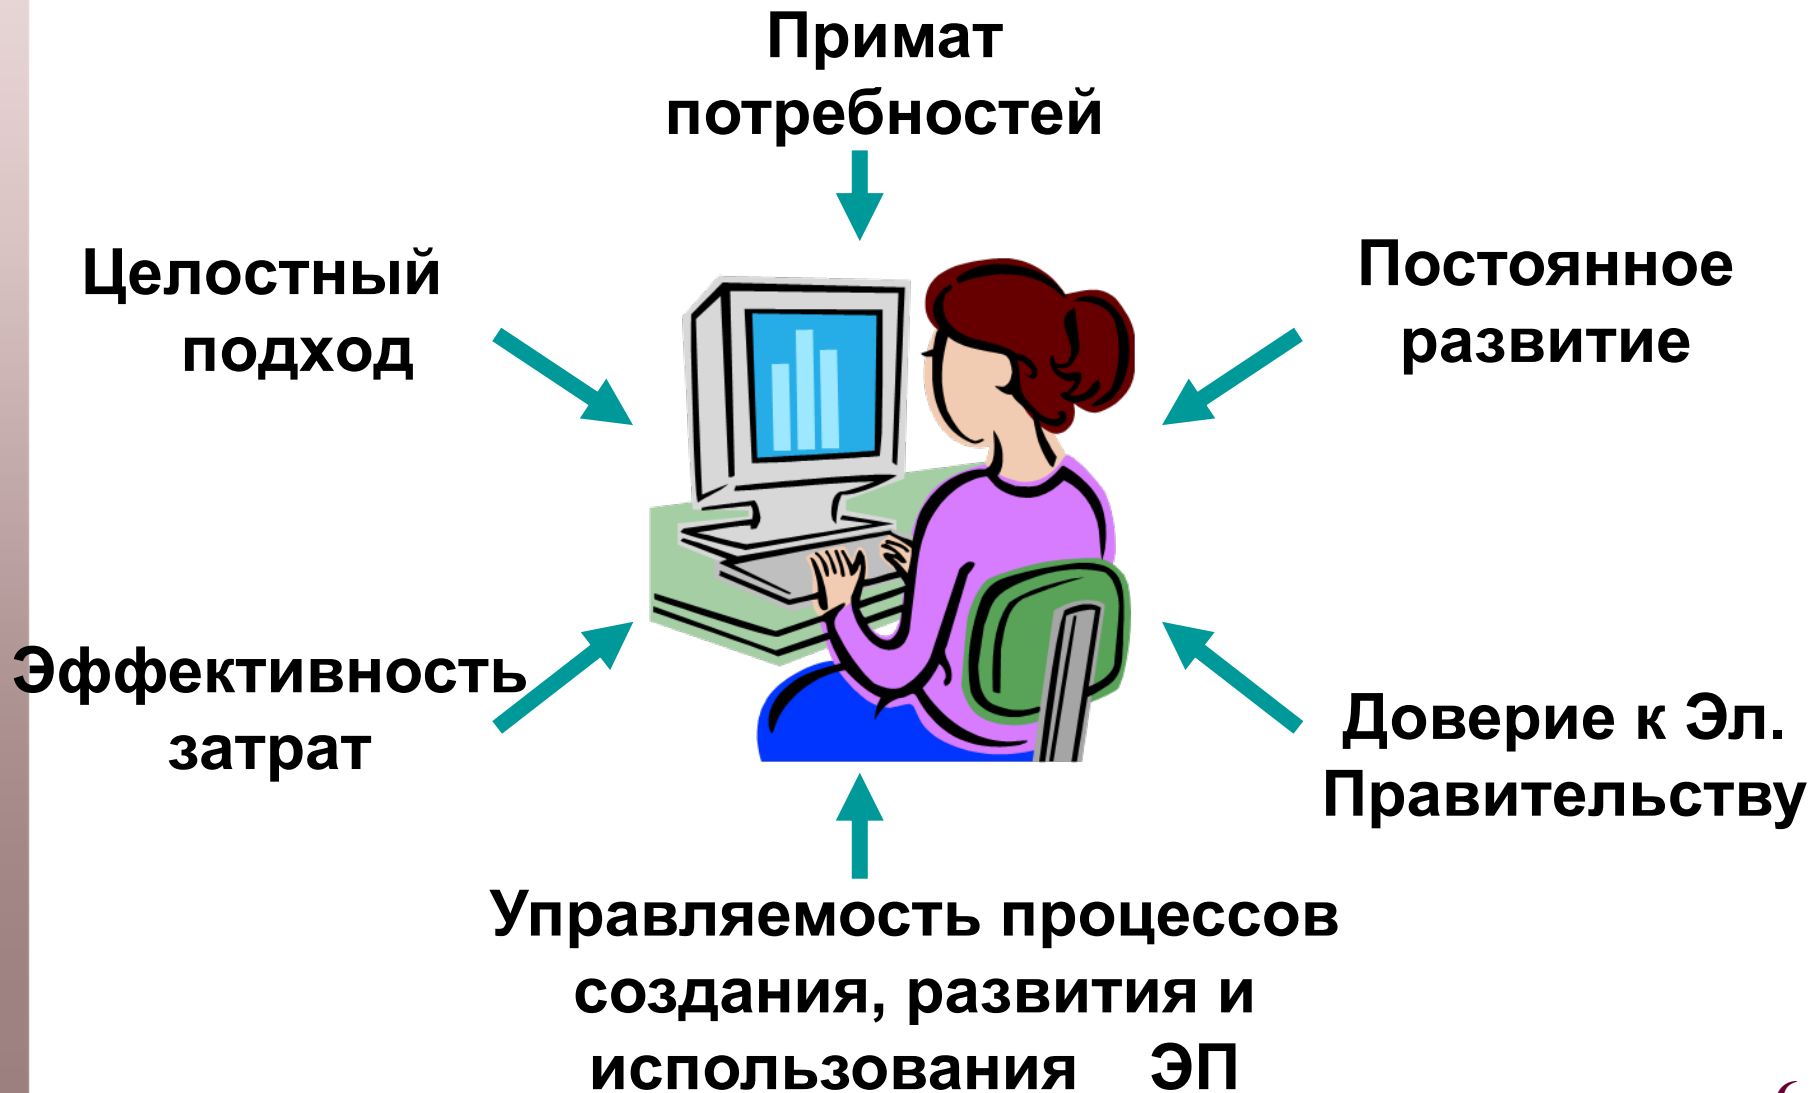 Примат
потребностей
Целостный
подход
Постоянное
развитие
Эффективность
затрат
Доверие к Эл.
Правительству
Управляемость процессов
создания, развития и
использования ЭП